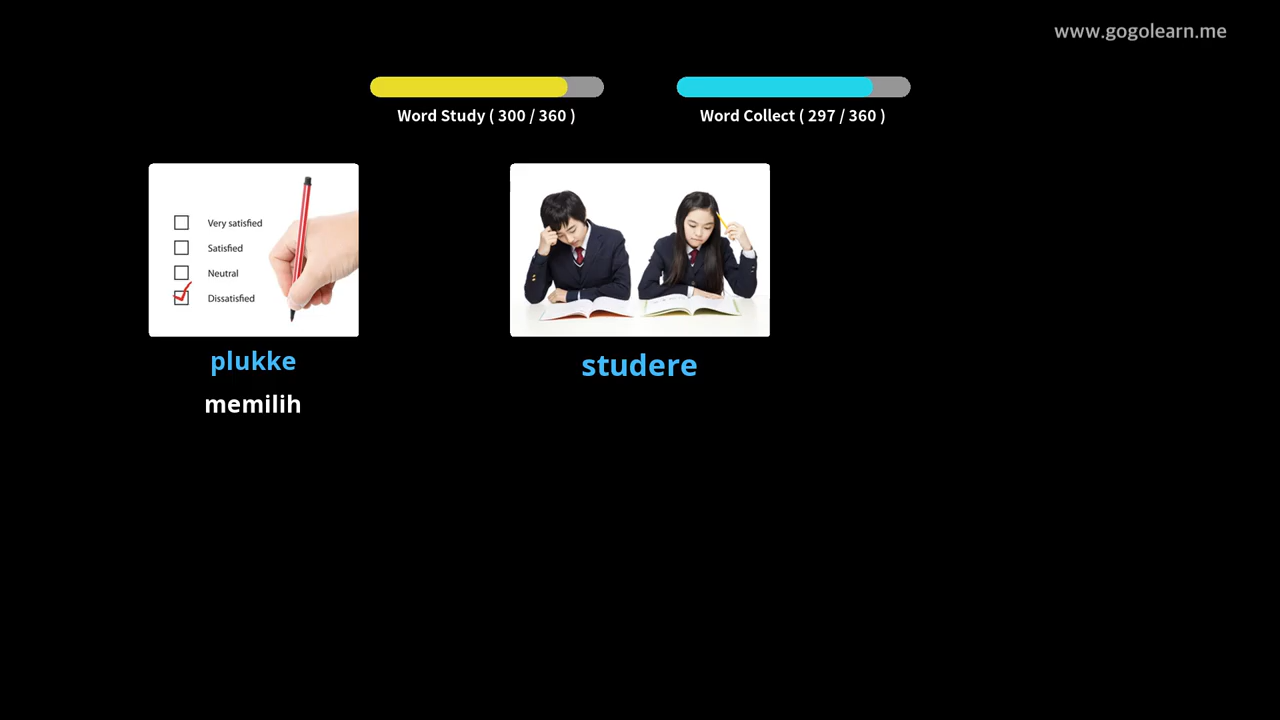 www.gogolearn.me
Word Study ( 300 / 360 )
Word Collect ( 297 / 360 )
Very satisfied
Satisfied
Neutral
Dissatisfied
plukke
memilih
studere